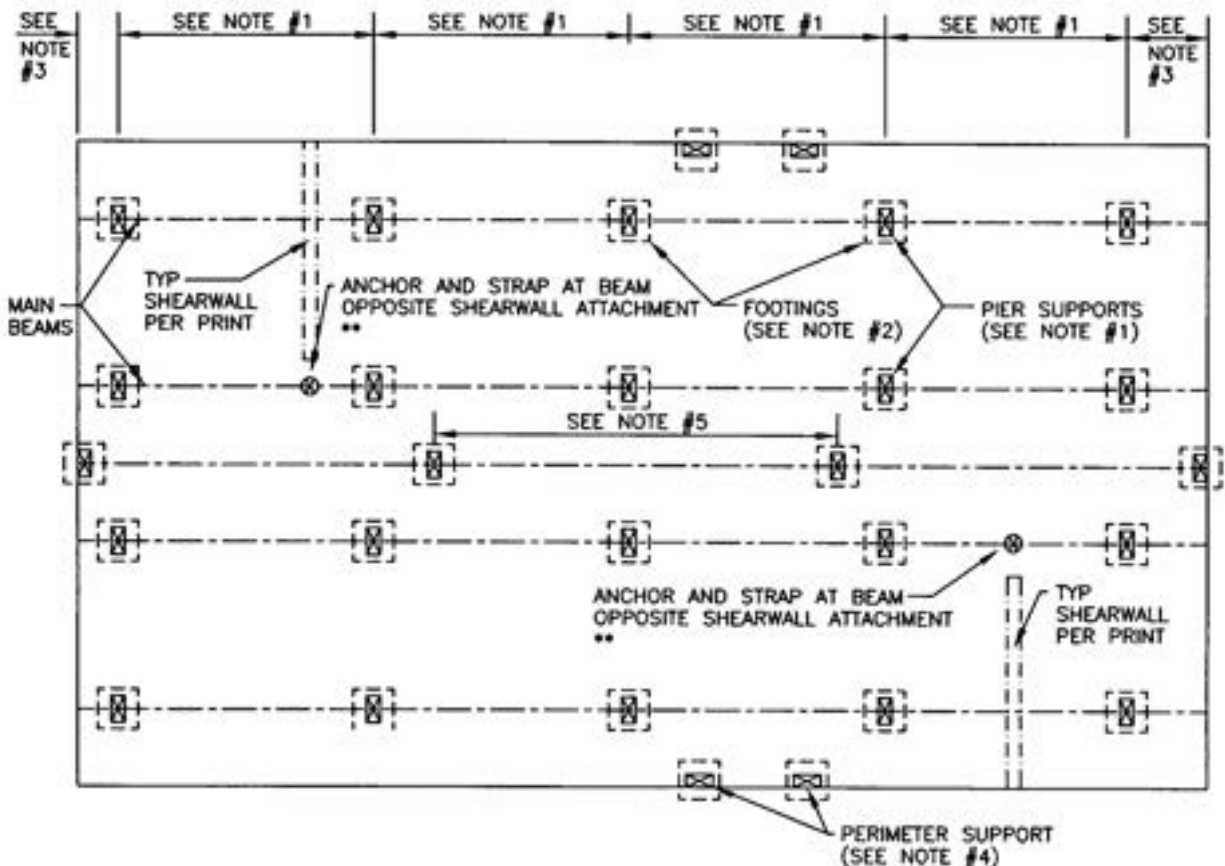 SEE
NOTE
#3
SEE NOTE #1
SEE NOTE #1
SEE NOTE #1
SEE NOTE #1
SEE
NOTE
#3
TYP
SHEARWALL
PER PRINT
ANCHOR AND STRAP AT BEAM
OPPOSITE SHEARWALL ATTACHMENT
**
FOOTINGS
(SEE NOTE #2)
PIER SUPPORTS
(SEE NOTE #1)
MAIN
BEAMS
SEE NOTE #5
ANCHOR AND STRAP AT BEAM
OPPOSITE SHEARWALL ATTACHMENT
**
TYP
SHEARWALL
PER PRINT
PERIMETER SUPPORT
(SEE NOTE #4)